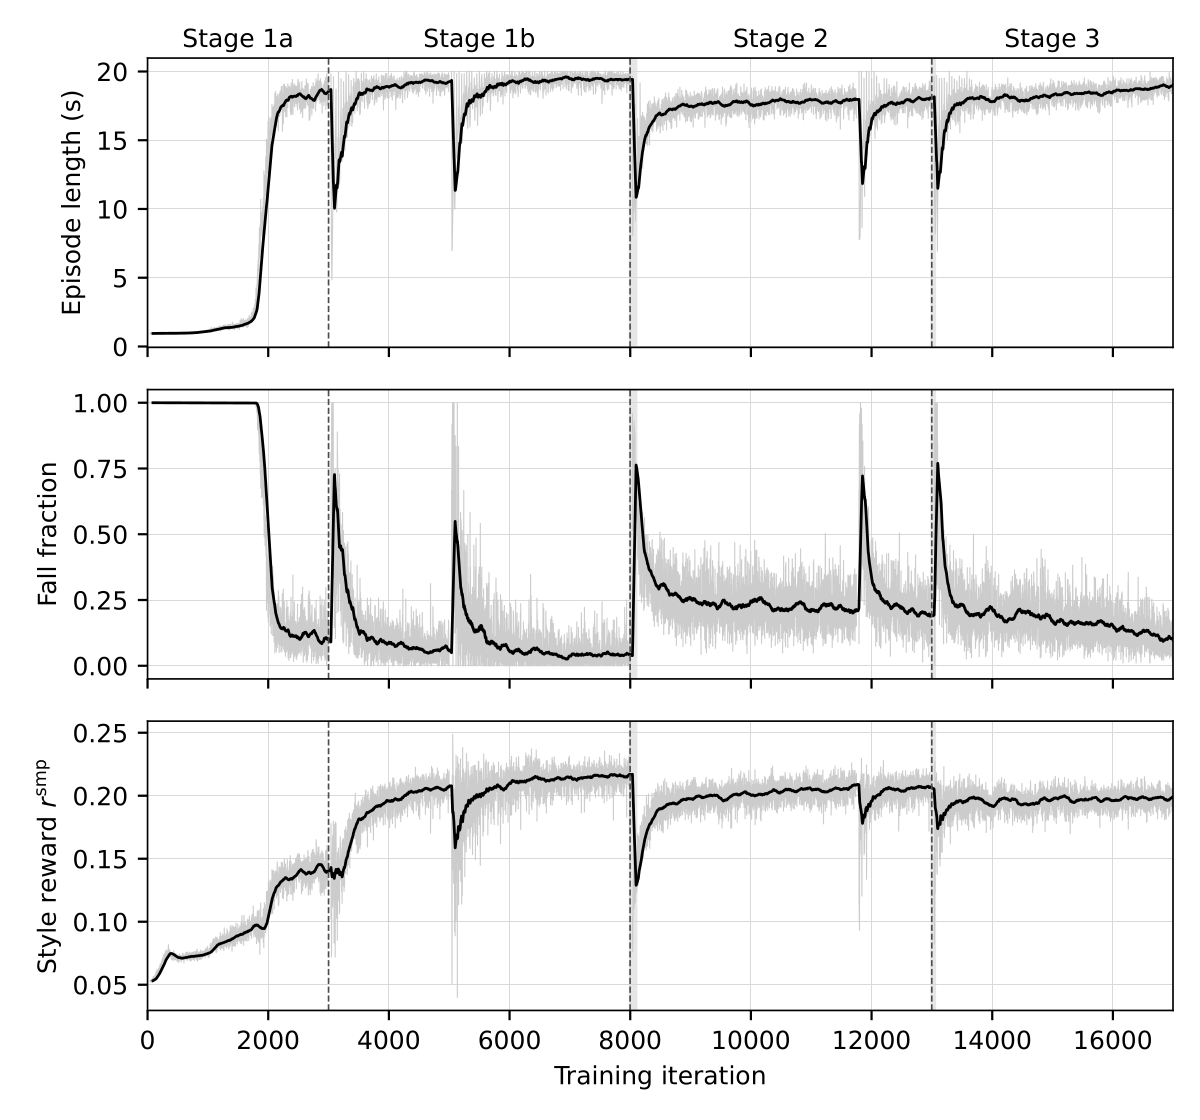 Stage 1a Stage 1b Stage 2 Stage 3
20
15
10
5
0
Episode length (s)
1.00
0.75
0.50
0.25
0.00
Fall fraction
0.25
0.20
0.15
0.10
0.05
Style reward r^smp
0 2000 4000 6000 8000 10000 12000 14000 16000
Training iteration